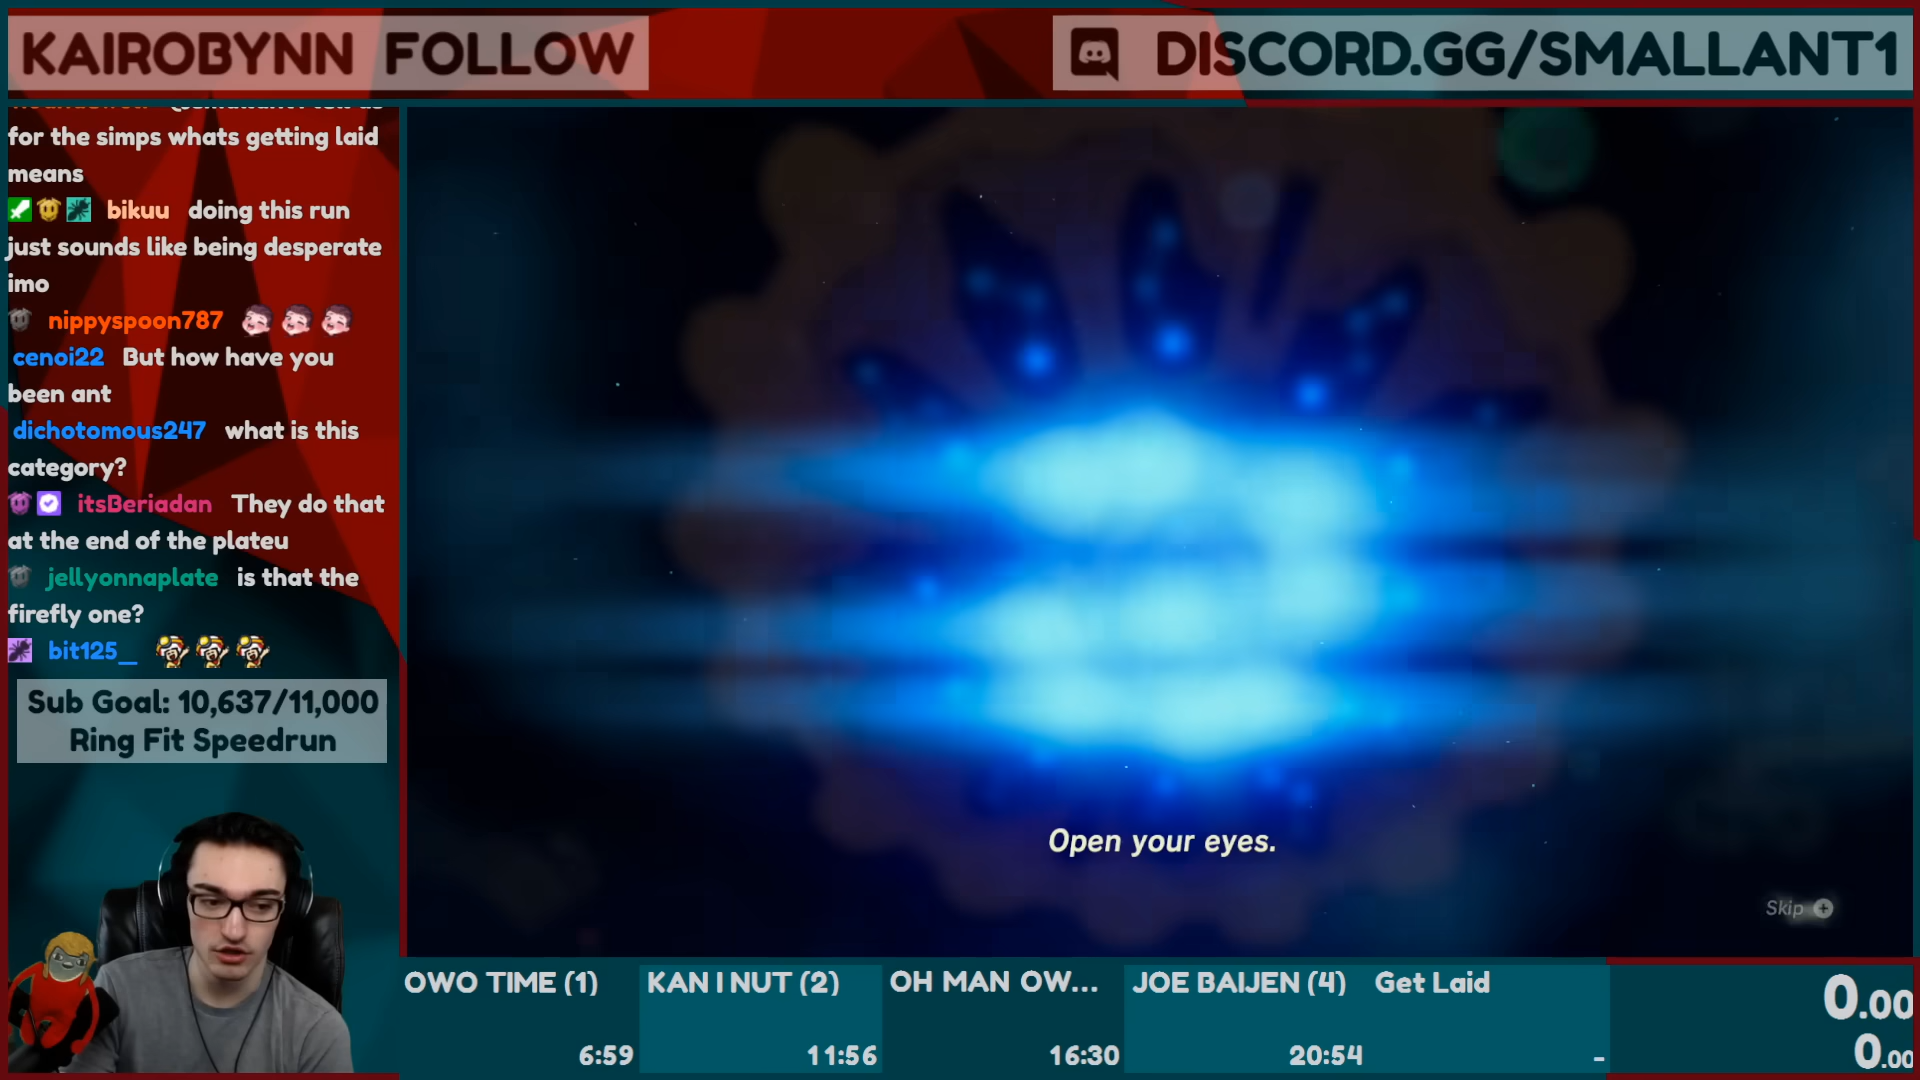 KAIROBYNN FOLLOW
DISCORD.GG/SMALLANT1
for the simps whats getting laid
means
bikuu doing this run
just sounds like being desperate
imo
nippyspoon787
cenoi22 But how have you
been ant
dichotomous247 what is this
category?
itsBeriadan They do that
at the end of the plateu
jellyonnaplate is that the
firefly one?
bit125_
Sub Goal: 10,637/11,000
Ring Fit Speedrun
Open your eyes.
Skip
OWO TIME (1) KAN I NUT (2) OH MAN OW... JOE BAIJEN (4) Get Laid
6:59 11:56 16:30 20:54 -
0.00
0.00